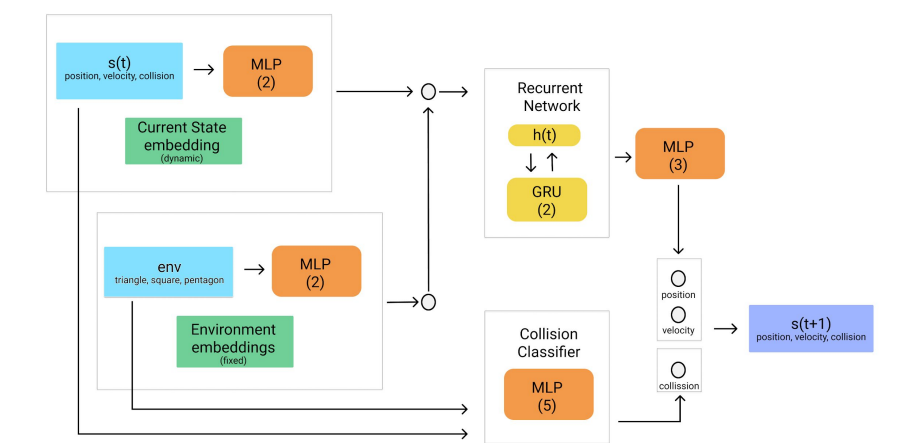 s(t)
position, velocity, collision
MLP
(2)
Current State
embedding
(dynamic)
env
triangle, square, pentagon
MLP
(2)
Environment
embeddings
(fixed)
Recurrent
Network
h(t)
GRU
(2)
MLP
(3)
Collision
Classifier
MLP
(5)
position
velocity
collission
s(t+1)
position, velocity, collision